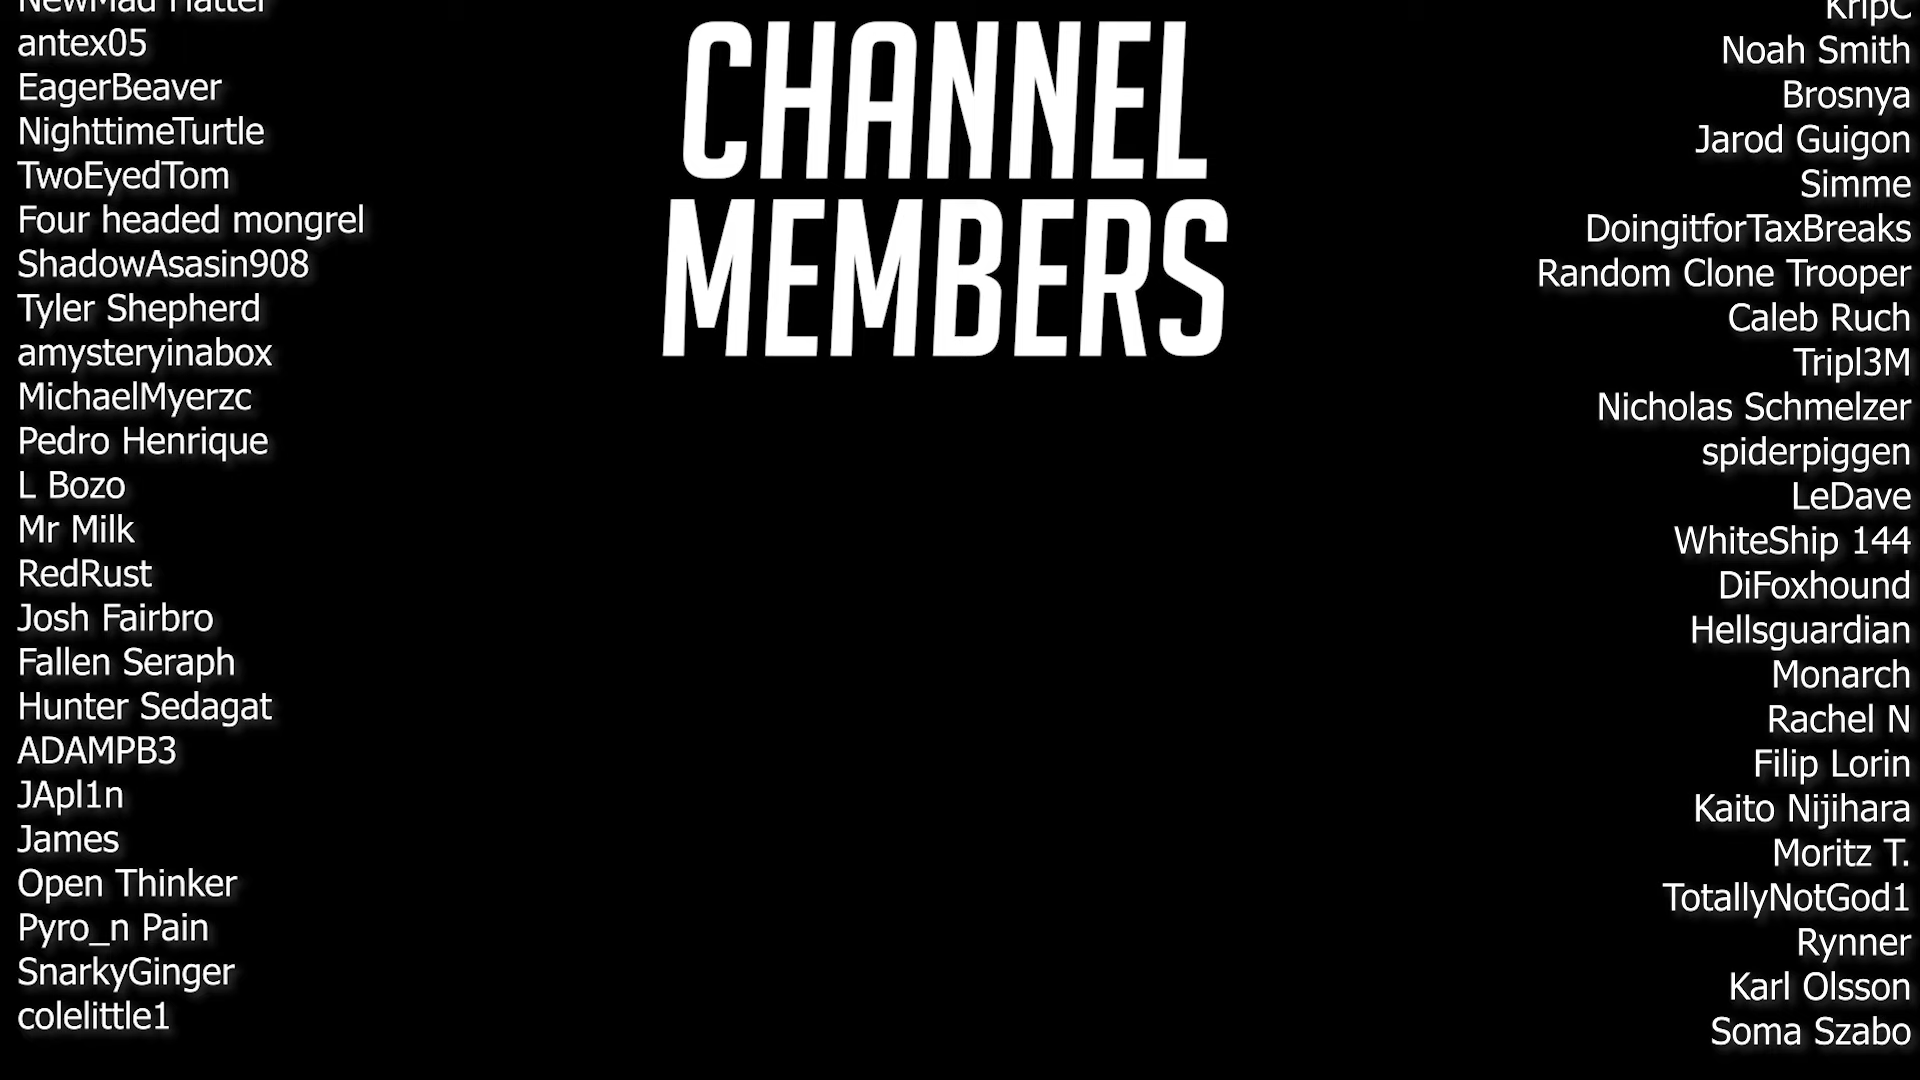 NewMad Hatter
antex05
EagerBeaver
NighttimeTurtle
TwoEyedTom
Four headed mongrel
ShadowAsasin908
Tyler Shepherd
amysteryinabox
MichaelMyerzc
Pedro Henrique
L Bozo
Mr Milk
RedRust
Josh Fairbro
Fallen Seraph
Hunter Sedagat
ADAMPB3
JApl1n
James
Open Thinker
Pyro_n Pain
SnarkyGinger
colelittle1
CHANNEL
MEMBERS
KripC
Noah Smith
Brosnya
Jarod Guigon
Simme
DoingitforTaxBreaks
Random Clone Trooper
Caleb Ruch
Tripl3M
Nicholas Schmelzer
spiderpiggen
LeDave
WhiteShip 144
DiFoxhound
Hellsguardian
Monarch
Rachel N
Filip Lorin
Kaito Nijihara
Moritz T.
TotallyNotGod1
Rynner
Karl Olsson
Soma Szabo